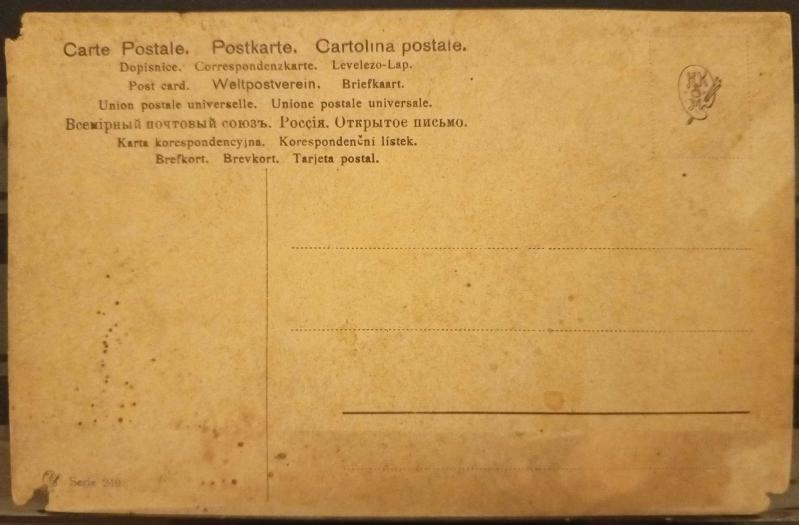 Carte Postale. Postkarte. Cartolina postale.
Dopisnice. Correspondenzkarte. Levelezo-Lap.
Post card. Weltpostverein. Briefkaart.
Union postale universelle. Unione postale universale.
Всемірный почтовый союзъ. Россія. Открытое письмо.
Karta korespondencyjna. Korespondenční lístek.
Brefkort. Brevkort. Tarjeta postal.
Serie 240